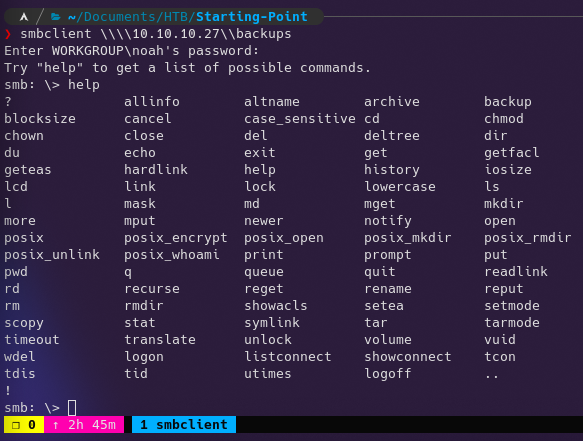 ~/Documents/HTB/Starting-Point
❯ smbclient \\\\10.10.10.27\\backups
Enter WORKGROUP\noah's password:
Try "help" to get a list of possible commands.
smb: \> help
?              allinfo        altname        archive        backup
blocksize      cancel         case_sensitive cd             chmod
chown          close          del            deltree        dir
du             echo           exit           get            getfacl
geteas         hardlink       help           history        iosize
lcd            link           lock           lowercase      ls
l              mask           md             mget           mkdir
more           mput           newer          notify         open
posix          posix_encrypt  posix_open     posix_mkdir    posix_rmdir
posix_unlink   posix_whoami   print          prompt         put
pwd            q              queue          quit           readlink
rd             recurse        reget          rename         reput
rm             rmdir          showacls       setea          setmode
scopy          stat           symlink        tar            tarmode
timeout        translate      unlock         volume         vuid
wdel           logon          listconnect    showconnect    tcon
tdis           tid            utimes         logoff         ..
!
smb: \>
❐ 0 ↑ 2h 45m 1 smbclient